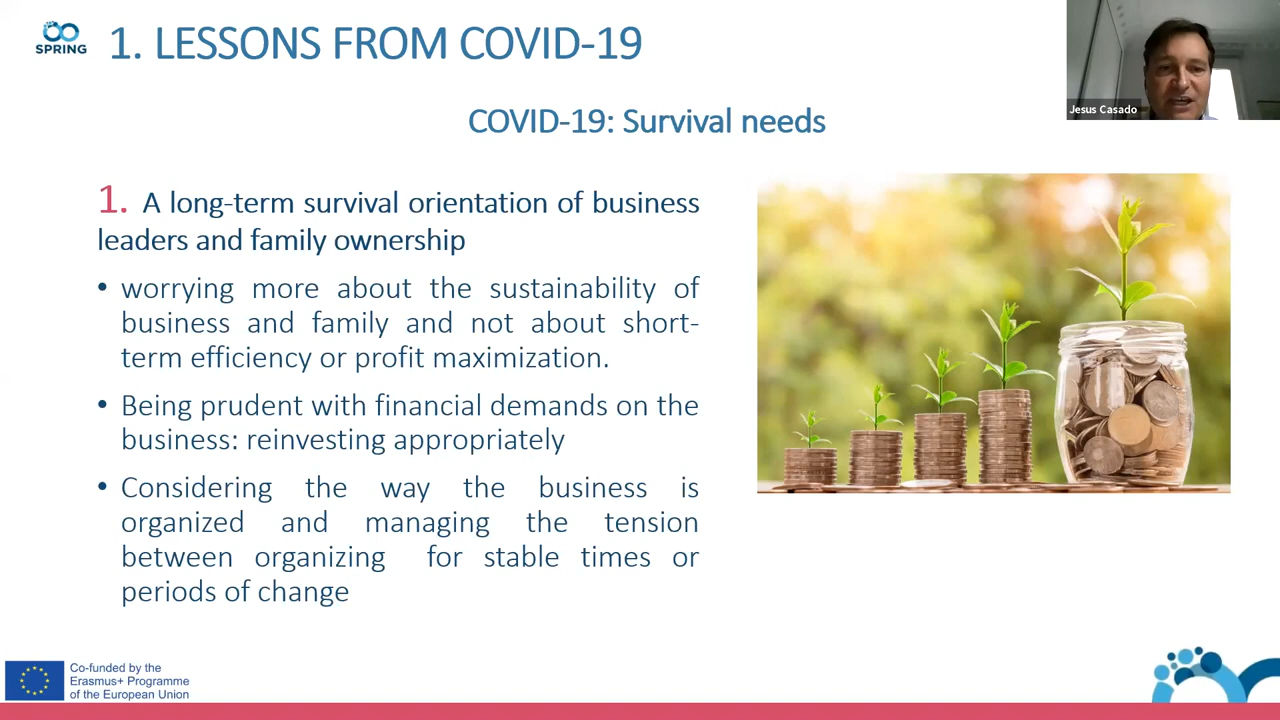 SPRING
1. LESSONS FROM COVID-19
Jesus Casado
COVID-19: Survival needs
1. A long-term survival orientation of business
leaders and family ownership
• worrying more about the sustainability of
business and family and not about short-
term efficiency or profit maximization.
• Being prudent with financial demands on the
business: reinvesting appropriately
• Considering the way the business is
organized and managing the tension
between organizing for stable times or
periods of change
Co-funded by the
Erasmus+ Programme
of the European Union